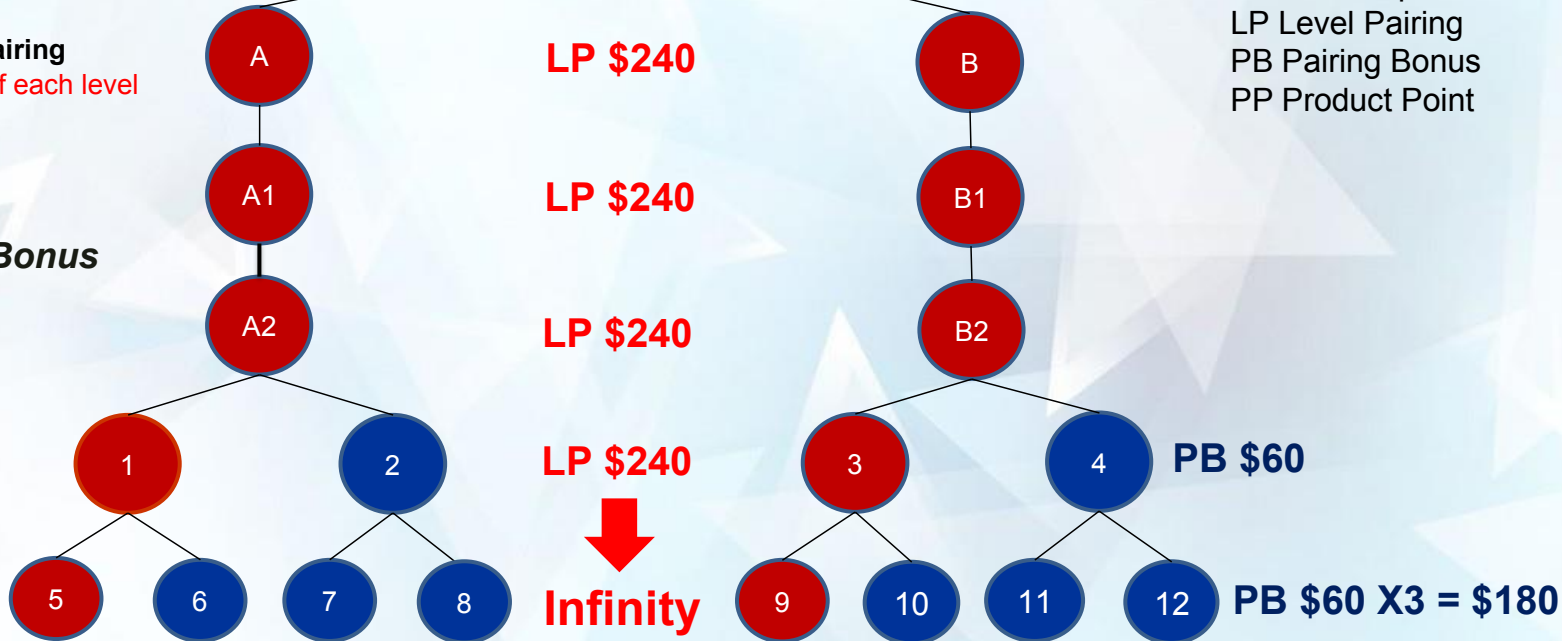 LP Level Pairing
PB Pairing Bonus
PP Product Point
each level
A
LP $240
B
A1
LP $240
B1
Bonus
A2
LP $240
B2
1
2
LP $240
3
4
PB $60
5
6
7
8
Infinity
9
10
11
12
PB $60 X3 = $180